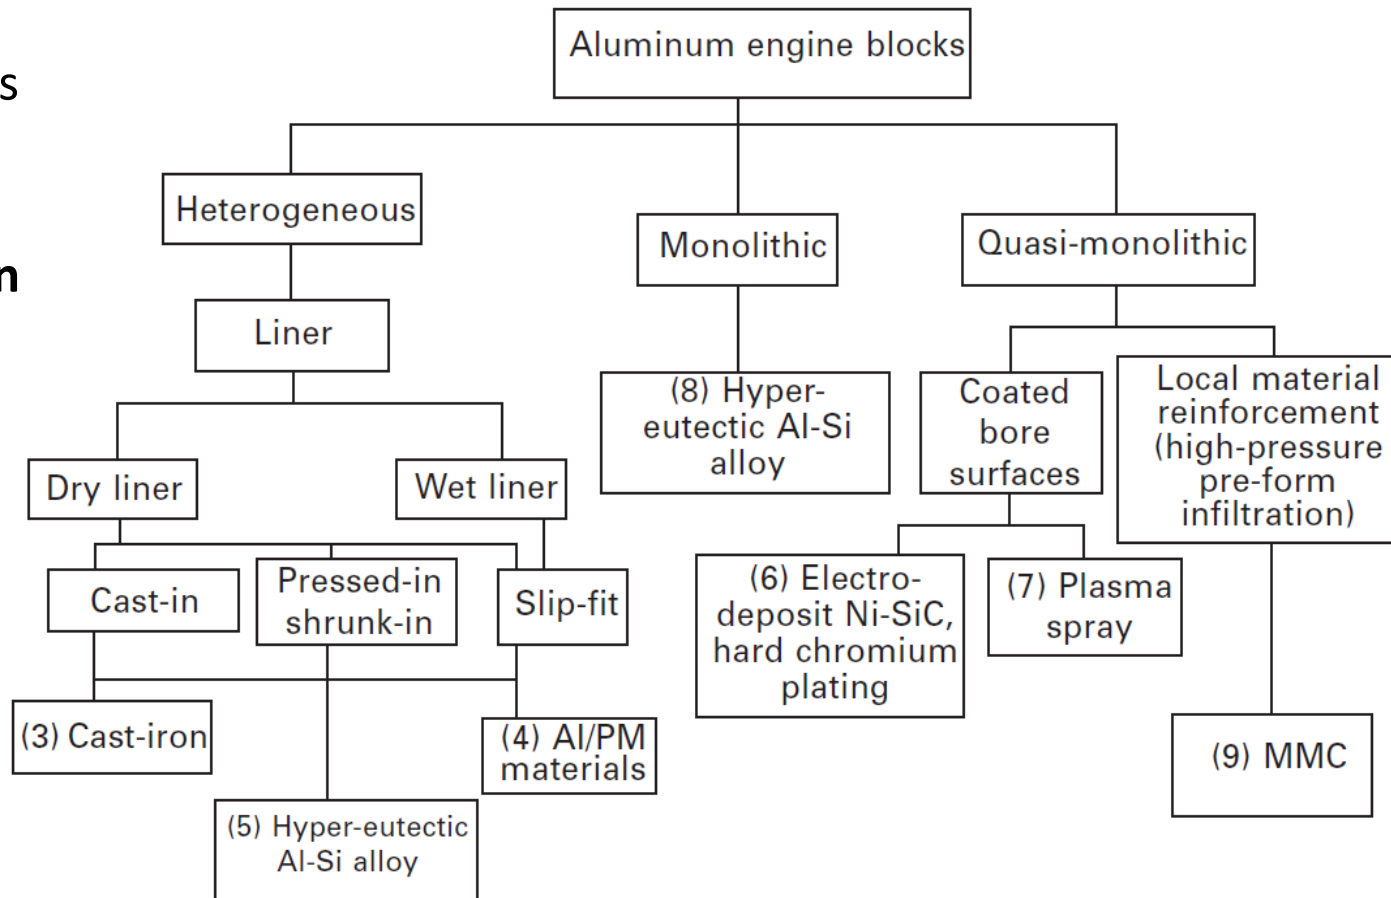 Aluminum engine blocks
s
Heterogeneous
Monolithic
Quasi-monolithic
n
Liner
(8) Hyper-
eutectic Al-Si
alloy
Coated
bore
surfaces
Local material
reinforcement
(high-pressure
pre-form
infiltration)
Dry liner
Wet liner
Cast-in
Pressed-in
shrunk-in
Slip-fit
(6) Electro-
deposit Ni-SiC,
hard chromium
plating
(7) Plasma
spray
(3) Cast-iron
(4) Al/PM
materials
(9) MMC
(5) Hyper-eutectic
Al-Si alloy